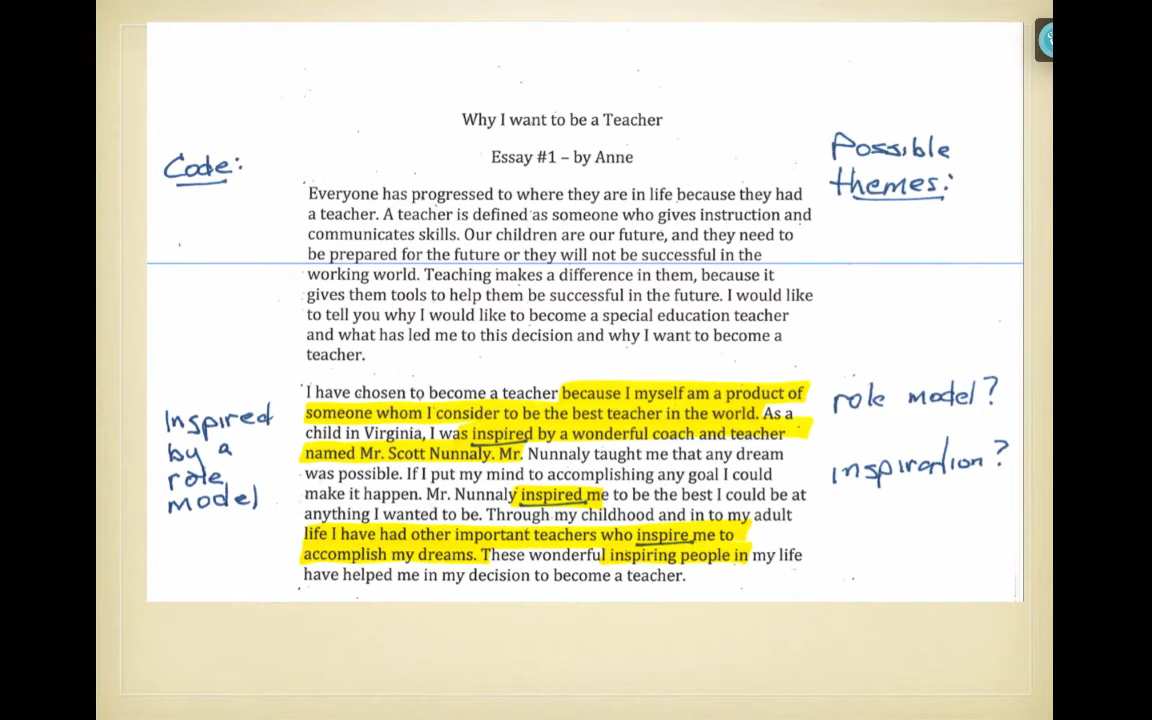 Why I want to be a Teacher
Essay #1 – by Anne
Code:
Possible
themes:
Everyone has progressed to where they are in life because they had
a teacher. A teacher is defined as someone who gives instruction and
communicates skills. Our children are our future, and they need to
be prepared for the future or they will not be successful in the
working world. Teaching makes a difference in them, because it
gives them tools to help them be successful in the future. I would like
to tell you why I would like to become a special education teacher
and what has led me to this decision and why I want to become a
teacher.
I have chosen to become a teacher because I myself am a product of
someone whom I consider to be the best teacher in the world. As a
child in Virginia, I was inspired by a wonderful coach and teacher
named Mr. Scott Nunnaly. Mr. Nunnaly taught me that any dream
was possible. If I put my mind to accomplishing any goal I could
make it happen. Mr. Nunnaly inspired me to be the best I could be at
anything I wanted to be. Through my childhood and in to my adult
life I have had other important teachers who inspire me to
accomplish my dreams. These wonderful inspiring people in my life
have helped me in my decision to become a teacher.
Inspired
by a
role
model
role model?
inspiration?